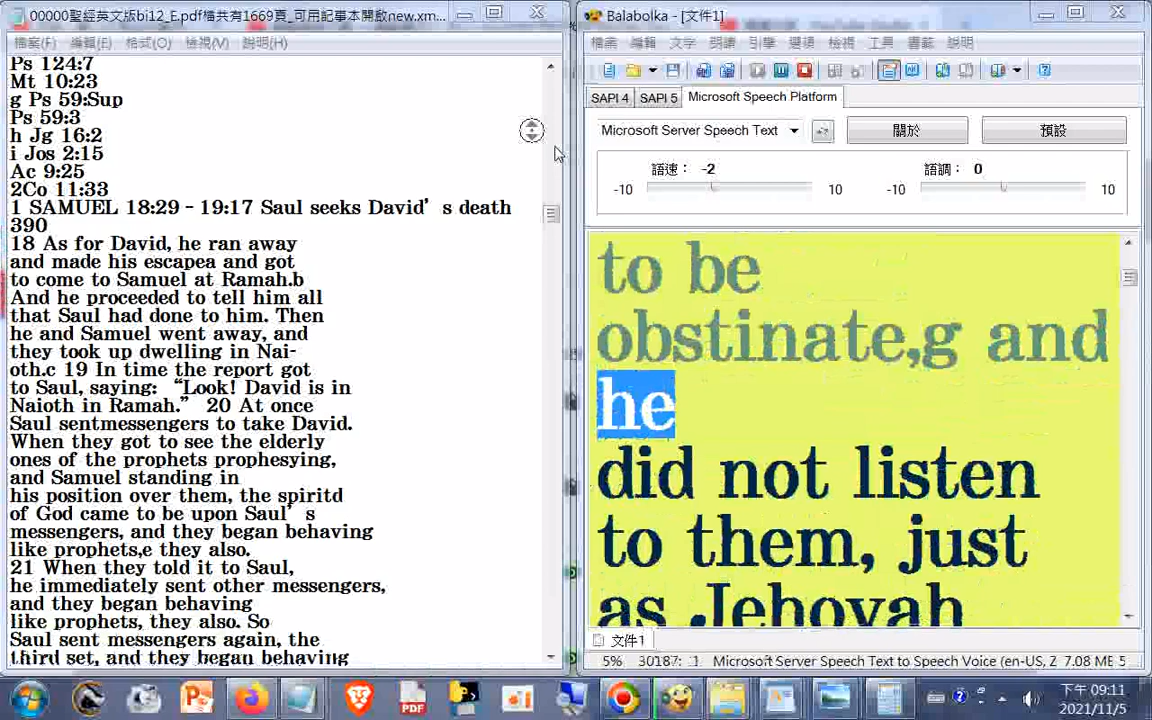 00000聖經英文版bi12_E.pdf檔共有1669頁_可用記事本開啟new.xm...
檔案(F) 編輯(E) 格式(O) 檢視(V) 說明(H)
Ps 124:7
Mt 10:23
g Ps 59:Sup
Ps 59:3
h Jg 16:2
i Jos 2:15
Ac 9:25
2Co 11:33
1 SAMUEL 18:29 - 19:17 Saul seeks David's death
390
18 As for David, he ran away
and made his escapea and got
to come to Samuel at Ramah.b
And he proceeded to tell him all
that Saul had done to him. Then
he and Samuel went away, and
they took up dwelling in Nai-
oth.c 19 In time the report got
to Saul, saying: “Look! David is in
Naioth in Ramah.” 20 At once
Saul sentmessengers to take David.
When they got to see the elderly
ones of the prophets prophesying,
and Samuel standing in
his position over them, the spiritd
of God came to be upon Saul's
messengers, and they began behaving
like prophets,e they also.
21 When they told it to Saul,
he immediately sent other messengers,
and they began behaving
like prophets, they also. So
Saul sent messengers again, the
third set, and they began behaving
Balabolka - [文件1]
檔案 編輯 文字 朗讀 引擎 選項 檢視 工具 書籤 說明
SAPI 4 SAPI 5 Microsoft Speech Platform
Microsoft Server Speech Text 關於 預設
語速: -2 語調: 0
-10 10 -10 10
to be
obstinate,g and
he
did not listen
to them, just
as Jehovah
文件1
5% 30187: 1 Microsoft Server Speech Text to Speech Voice (en-US, Z 7.08 MB 5
PDF
下午 09:11
2021/11/5